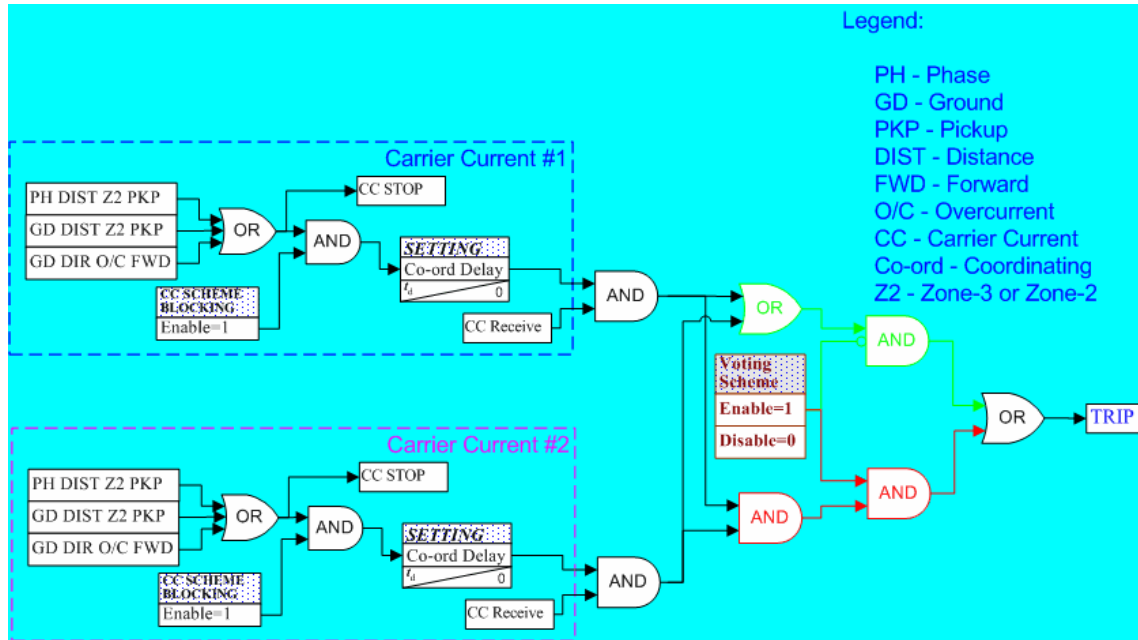 Legend:
PH - Phase
GD - Ground
PKP - Pickup
DIST - Distance
FWD - Forward
O/C - Overcurrent
CC - Carrier Current
Co-ord - Coordinating
Z2 - Zone-3 or Zone-2
Carrier Current #1
PH DIST Z2 PKP
GD DIST Z2 PKP
GD DIR O/C FWD
OR
CC STOP
AND
SETTING
Co-ord Delay
td
0
CC SCHEME
BLOCKING
Enable=1
CC Receive
AND
OR
AND
Voting
Scheme
Enable=1
Disable=0
OR
TRIP
AND
AND
Carrier Current #2
PH DIST Z2 PKP
GD DIST Z2 PKP
GD DIR O/C FWD
OR
CC STOP
AND
SETTING
Co-ord Delay
td
0
CC SCHEME
BLOCKING
Enable=1
CC Receive
AND